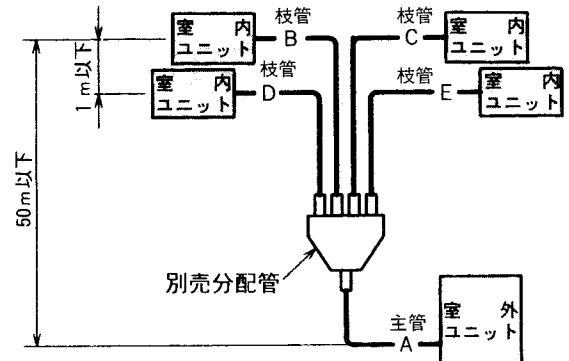 室内ユニット
枝管
B
枝管
C
室内ユニット
室内ユニット
枝管
D
枝管
E
室内ユニット
1m以下
50m以下
別売分配管
主管
A
室外ユニット